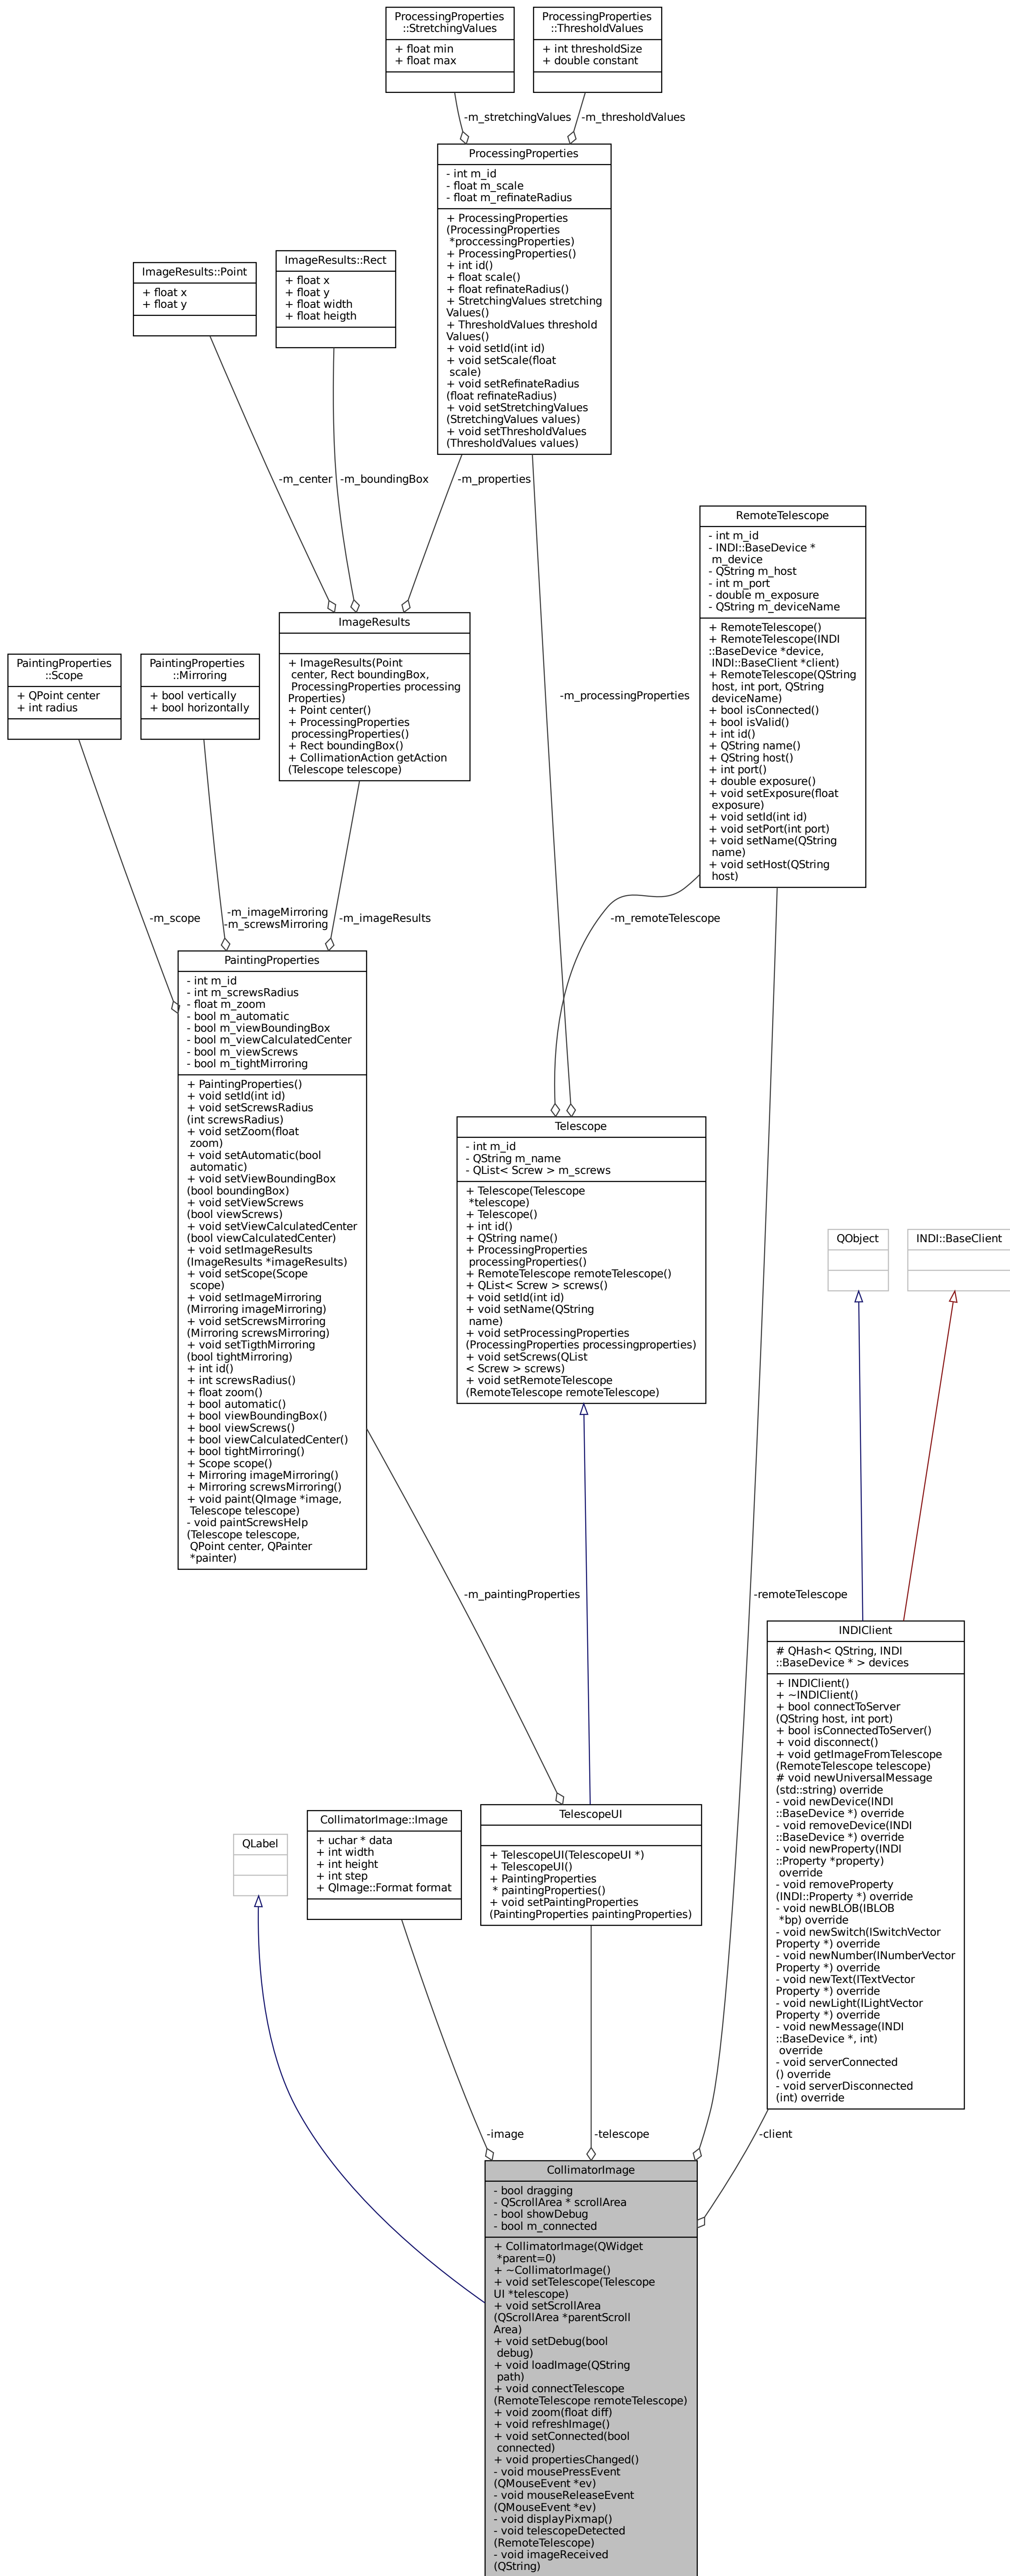 ProcessingProperties
::StretchingValues
+ float min
+ float max
ProcessingProperties
::ThresholdValues
+ int thresholdSize
+ double constant
-m_stretchingValues
-m_thresholdValues
ProcessingProperties
- int m_id
- float m_scale
- float m_refinateRadius
+ ProcessingProperties
(ProcessingProperties
*proccessingProperties)
+ ProcessingProperties()
+ int id()
+ float scale()
+ float refinateRadius()
+ StretchingValues stretching
Values()
+ ThresholdValues threshold
Values()
+ void setId(int id)
+ void setScale(float
scale)
+ void setRefinateRadius
(float refinateRadius)
+ void setStretchingValues
(StretchingValues values)
+ void setThresholdValues
(ThresholdValues values)
ImageResults::Point
+ float x
+ float y
ImageResults::Rect
+ float x
+ float y
+ float width
+ float heigth
-m_center
-m_boundingBox
-m_properties
RemoteTelescope
- int m_id
- INDI::BaseDevice *
m_device
- QString m_host
- int m_port
- double m_exposure
- QString m_deviceName
+ RemoteTelescope()
+ RemoteTelescope(INDI
::BaseDevice *device,
INDI::BaseClient *client)
+ RemoteTelescope(QString
host, int port, QString
deviceName)
+ bool isConnected()
+ bool isValid()
+ int id()
+ QString name()
+ QString host()
+ int port()
+ double exposure()
+ void setExposure(float
exposure)
+ void setId(int id)
+ void setPort(int port)
+ void setName(QString
name)
+ void setHost(QString
host)
ImageResults
+ ImageResults(Point
center, Rect boundingBox,
ProcessingProperties processing
Properties)
+ Point center()
+ ProcessingProperties
processingProperties()
+ Rect boundingBox()
+ CollimationAction getAction
(Telescope telescope)
PaintingProperties
::Scope
+ QPoint center
+ int radius
PaintingProperties
::Mirroring
+ bool vertically
+ bool horizontally
-m_processingProperties
-m_scope
-m_imageMirroring
-m_screwsMirroring
-m_imageResults
-m_remoteTelescope
PaintingProperties
- int m_id
- int m_screwsRadius
- float m_zoom
- bool m_automatic
- bool m_viewBoundingBox
- bool m_viewCalculatedCenter
- bool m_viewScrews
- bool m_tightMirroring
+ PaintingProperties()
+ void setId(int id)
+ void setScrewsRadius
(int screwsRadius)
+ void setZoom(float
zoom)
+ void setAutomatic(bool
automatic)
+ void setViewBoundingBox
(bool boundingBox)
+ void setViewScrews
(bool viewScrews)
+ void setViewCalculatedCenter
(bool viewCalculatedCenter)
+ void setImageResults
(ImageResults *imageResults)
+ void setScope(Scope
scope)
+ void setImageMirroring
(Mirroring imageMirroring)
+ void setScrewsMirroring
(Mirroring screwsMirroring)
+ void setTigthMirroring
(bool tightMirroring)
+ int id()
+ int screwsRadius()
+ float zoom()
+ bool automatic()
+ bool viewBoundingBox()
+ bool viewScrews()
+ bool viewCalculatedCenter()
+ bool tightMirroring()
+ Scope scope()
+ Mirroring imageMirroring()
+ Mirroring screwsMirroring()
+ void paint(QImage *image,
Telescope telescope)
- void paintScrewsHelp
(Telescope telescope,
QPoint center, QPainter
*painter)
Telescope
- int m_id
- QString m_name
- QList< Screw > m_screws
+ Telescope(Telescope
*telescope)
+ Telescope()
+ int id()
+ QString name()
+ ProcessingProperties
processingProperties()
+ RemoteTelescope remoteTelescope()
+ QList< Screw > screws()
+ void setId(int id)
+ void setName(QString
name)
+ void setProcessingProperties
(ProcessingProperties processingproperties)
+ void setScrews(QList
< Screw > screws)
+ void setRemoteTelescope
(RemoteTelescope remoteTelescope)
QObject
INDI::BaseClient
-m_paintingProperties
-remoteTelescope
INDIClient
# QHash< QString, INDI
::BaseDevice * > devices
+ INDIClient()
+ ~INDIClient()
+ bool connectToServer
(QString host, int port)
+ bool isConnectedToServer()
+ void disconnect()
+ void getImageFromTelescope
(RemoteTelescope telescope)
# void newUniversalMessage
(std::string) override
- void newDevice(INDI
::BaseDevice *) override
- void removeDevice(INDI
::BaseDevice *) override
- void newProperty(INDI
::Property *property)
override
- void removeProperty
(INDI::Property *) override
- void newBLOB(IBLOB
*bp) override
- void newSwitch(ISwitchVector
Property *) override
- void newNumber(INumberVector
Property *) override
- void newText(ITextVector
Property *) override
- void newLight(ILightVector
Property *) override
- void newMessage(INDI
::BaseDevice *, int)
override
- void serverConnected
() override
- void serverDisconnected
(int) override
QLabel
CollimatorImage::Image
+ uchar * data
+ int width
+ int height
+ int step
+ QImage::Format format
TelescopeUI
+ TelescopeUI(TelescopeUI *)
+ TelescopeUI()
+ PaintingProperties
* paintingProperties()
+ void setPaintingProperties
(PaintingProperties paintingProperties)
-image
-telescope
-client
CollimatorImage
- bool dragging
- QScrollArea * scrollArea
- bool showDebug
- bool m_connected
+ CollimatorImage(QWidget
*parent=0)
+ ~CollimatorImage()
+ void setTelescope(Telescope
UI *telescope)
+ void setScrollArea
(QScrollArea *parentScroll
Area)
+ void setDebug(bool
debug)
+ void loadImage(QString
path)
+ void connectTelescope
(RemoteTelescope remoteTelescope)
+ void zoom(float diff)
+ void refreshImage()
+ void setConnected(bool
connected)
+ void propertiesChanged()
- void mousePressEvent
(QMouseEvent *ev)
- void mouseReleaseEvent
(QMouseEvent *ev)
- void displayPixmap()
- void telescopeDetected
(RemoteTelescope)
- void imageReceived
(QString)